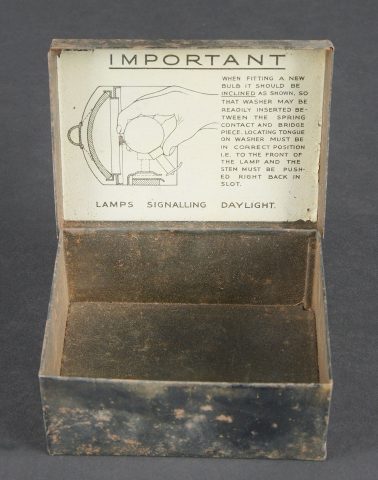 IMPORTANT
WHEN FITTING A NEW
BULB IT SHOULD BE
INCLINED AS SHOWN, SO
THAT WASHER MAY BE
READILY INSERTED BE-
TWEEN THE SPRING
CONTACT AND BRIDGE
PIECE. LOCATING TONGUE
ON WASHER MUST BE
IN CORRECT POSITION
I.E. TO THE FRONT OF
THE LAMP AND THE
STEM MUST BE PUSH-
ED RIGHT BACK IN
SLOT.
LAMPS SIGNALLING DAYLIGHT.